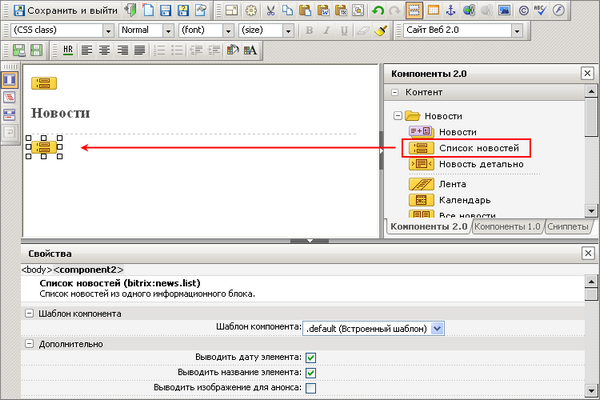 Сохранить и выйти
(CSS class) Normal (font) (size) Сайт Веб 2.0
HR
Новости
Компоненты 2.0
Контент
Новости
Новости
Список новостей
Новость детально
Лента
Календарь
Все новости
Компоненты 2.0 Компоненты 1.0 Сниппеты
Свойства
<body><component2>
Список новостей (bitrix:news.list)
Список новостей из одного информационного блока.
Шаблон компонента
Шаблон компонента: .default (Встроенный шаблон)
Дополнительно
Выводить дату элемента:
Выводить название элемента:
Выводить изображение для анонса: